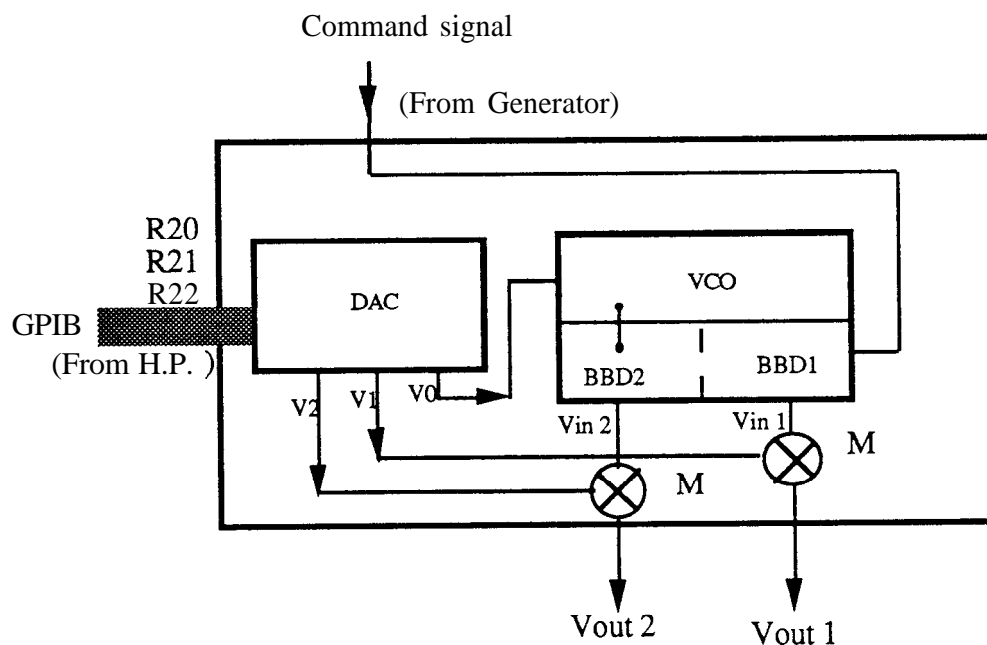 Command signal
(From Generator)
R20
R21
R22
GPIB
(From H.P. )
DAC
VCO
BBD2
BBD1
V2
V1
V0
Vin 2
Vin 1
M
M
Vout 2
Vout 1